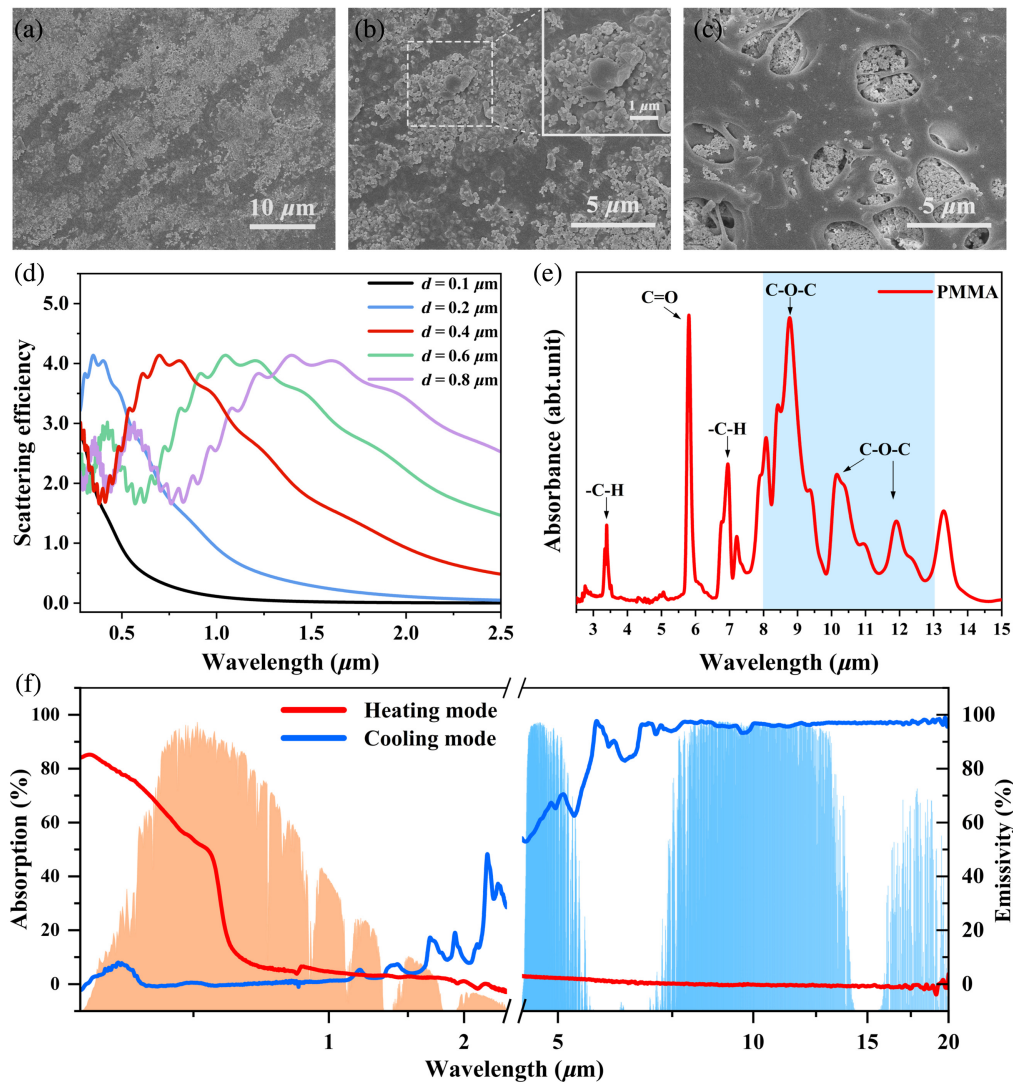 (a)
10 μm
(b)
1 μm
5 μm
(c)
5 μm
(d)
5.0
4.0
3.0
2.0
1.0
0.0
Scattering efficiency
d = 0.1 μm
d = 0.2 μm
d = 0.4 μm
d = 0.6 μm
d = 0.8 μm
0.5 1.0 1.5 2.0 2.5
Wavelength (μm)
(e)
Absorbance (abt.unit)
C=O
C-O-C
PMMA
-C-H
C-O-C
-C-H
3 4 5 6 7 8 9 10 11 12 13 14 15
Wavelength (μm)
(f)
Heating mode
Cooling mode
100
80
60
40
20
0
Absorption (%)
100
80
60
40
20
0
Emissivity (%)
1 2 5 10 15 20
Wavelength (μm)